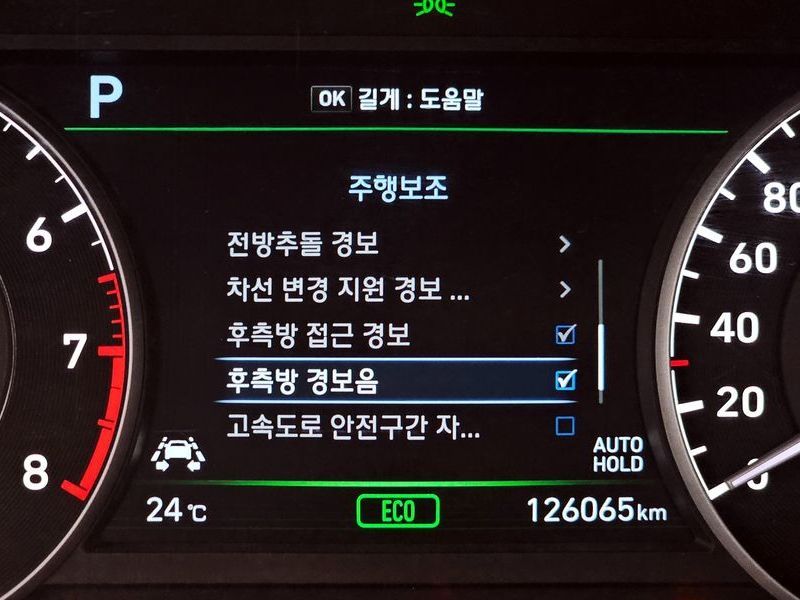 P
OK 길게 : 도움말
주행보조
전방추돌 경보
차선 변경 지원 경보 ...
후측방 접근 경보
후측방 경보음
고속도로 안전구간 자...
AUTO
HOLD
24℃
ECO
126065km
6
7
8
80
60
40
20
0